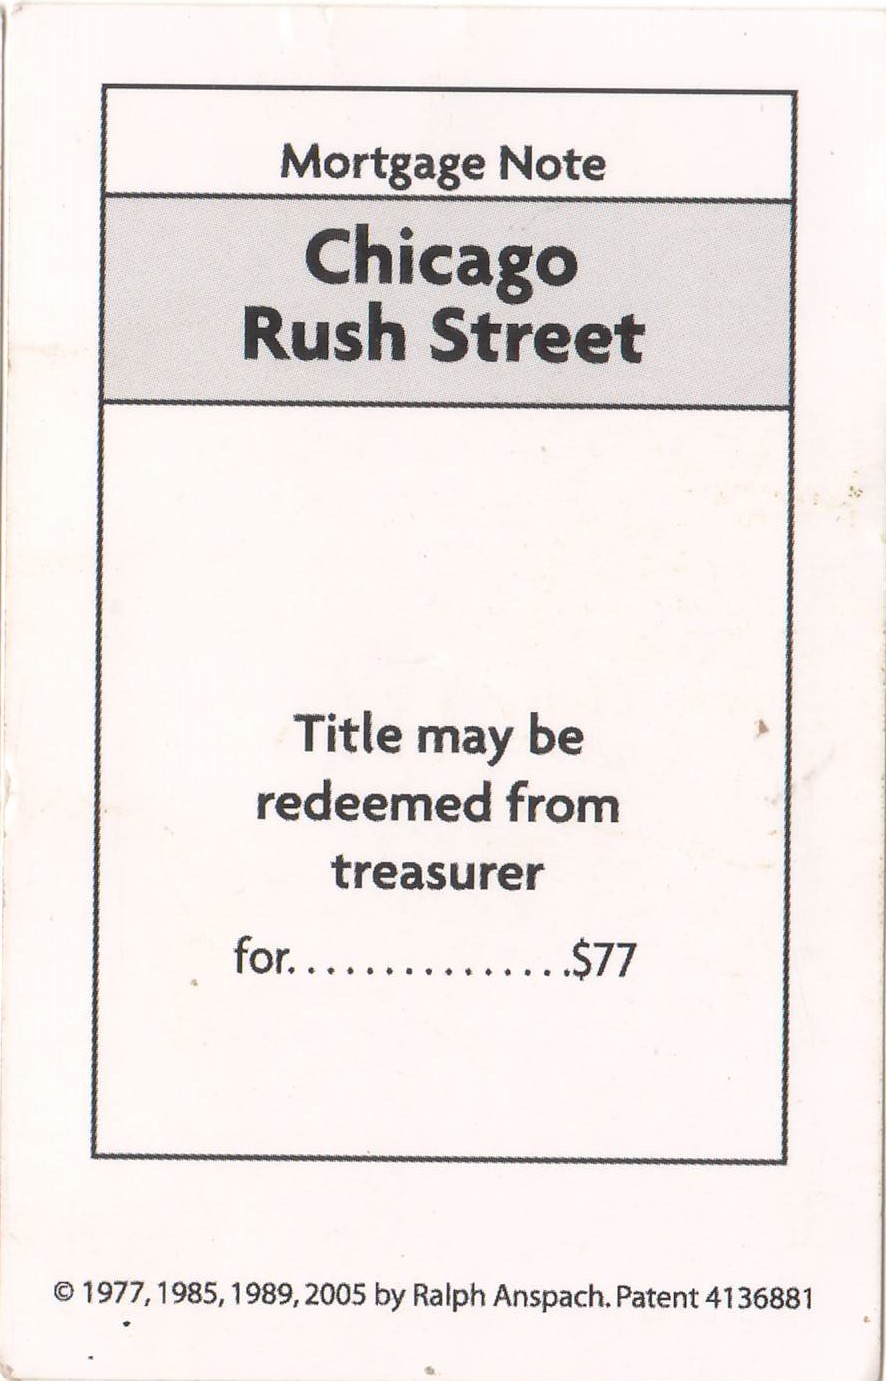 Mortgage Note
Chicago
Rush Street
Title may be
redeemed from
treasurer
for...............$77
© 1977, 1985, 1989, 2005 by Ralph Anspach. Patent 4136881